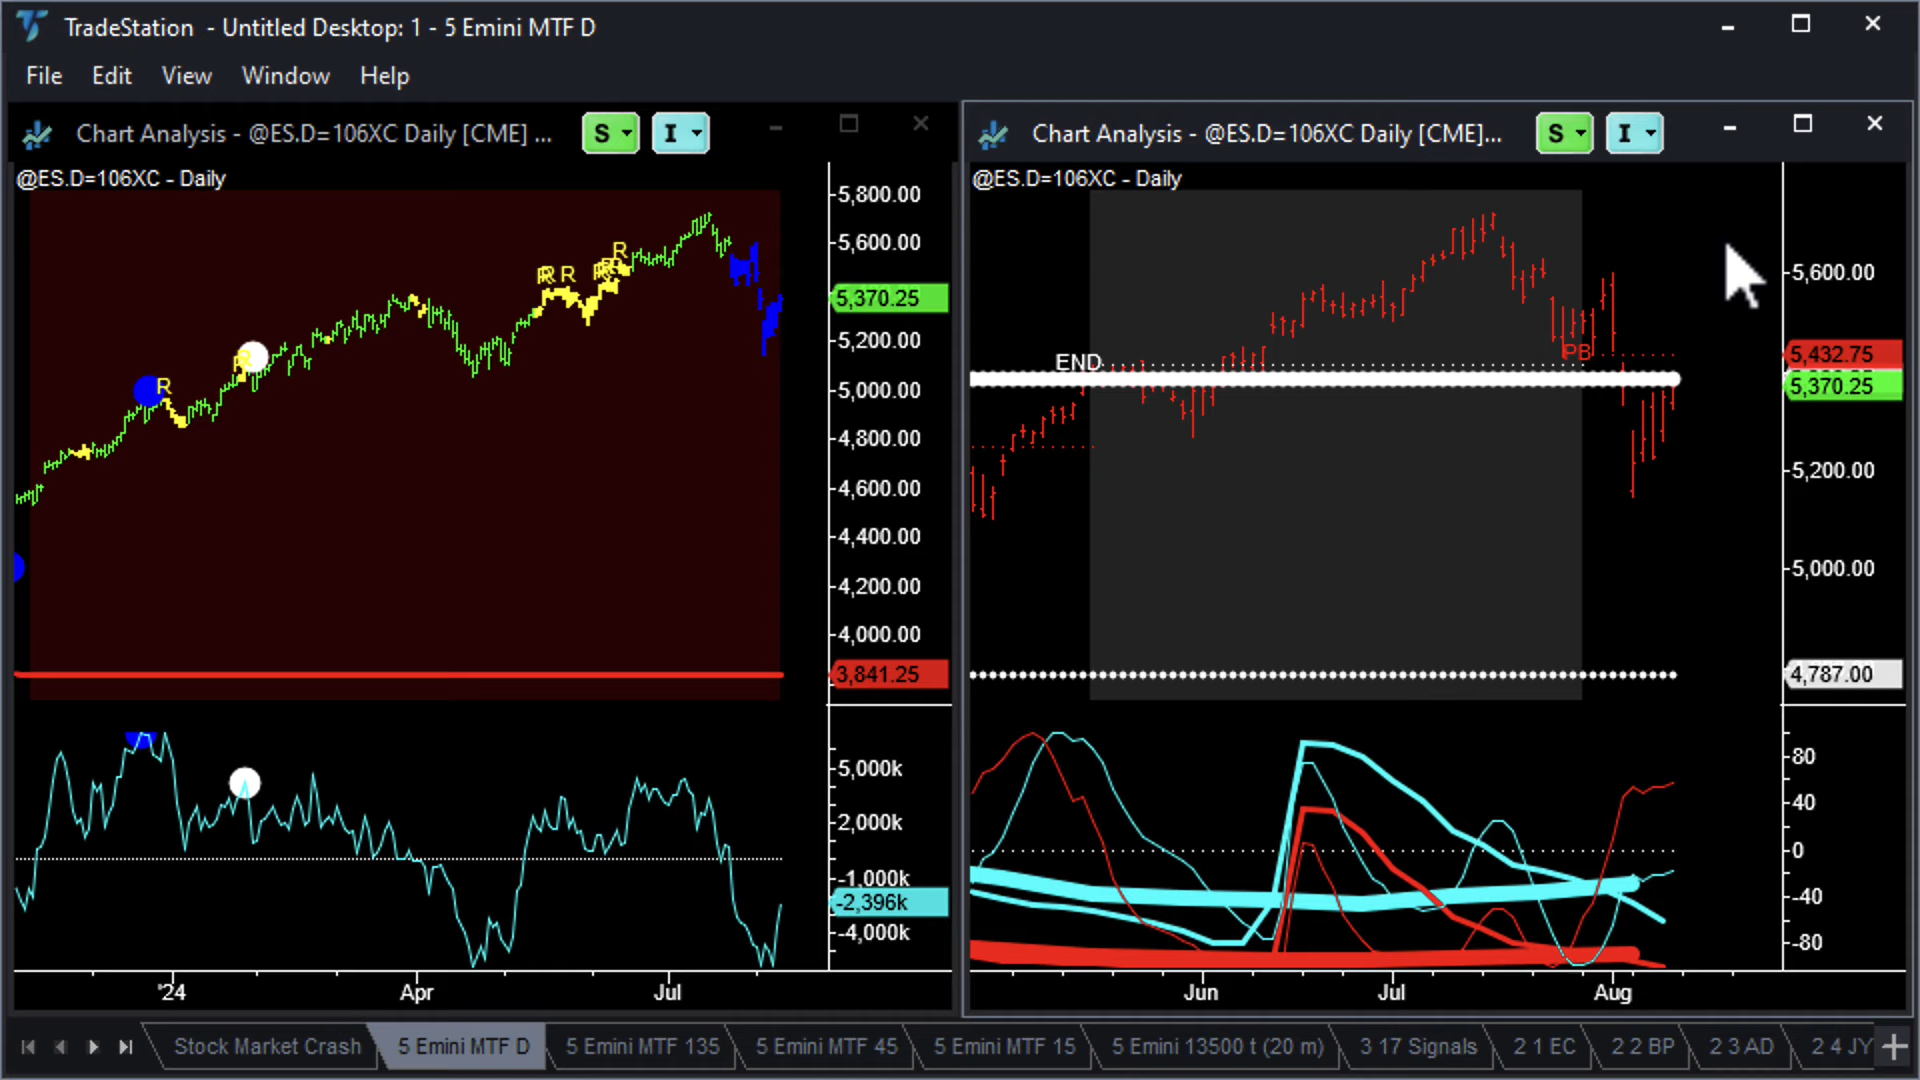 TradeStation - Untitled Desktop: 1 - 5 Emini MTF D
File Edit View Window Help
Chart Analysis - @ES.D=106XC Daily [CME] ... S I
@ES.D=106XC - Daily
5,800.00
5,600.00
5,370.25
5,200.00
5,000.00
4,800.00
4,600.00
4,400.00
4,200.00
4,000.00
3,841.25
R
R
R R
R
5,000k
2,000k
-1,000k
-2,396k
-4,000k
'24 Apr Jul
Chart Analysis - @ES.D=106XC Daily [CME]... S I
@ES.D=106XC - Daily
END
PB
5,600.00
5,432.75
5,370.25
5,200.00
5,000.00
4,787.00
80
40
0
-40
-80
Jun Jul Aug
Stock Market Crash 5 Emini MTF D 5 Emini MTF 135 5 Emini MTF 45 5 Emini MTF 15 5 Emini 13500 t (20 m) 3 17 Signals 2 1 EC 2 2 BP 2 3 AD 2 4 JY